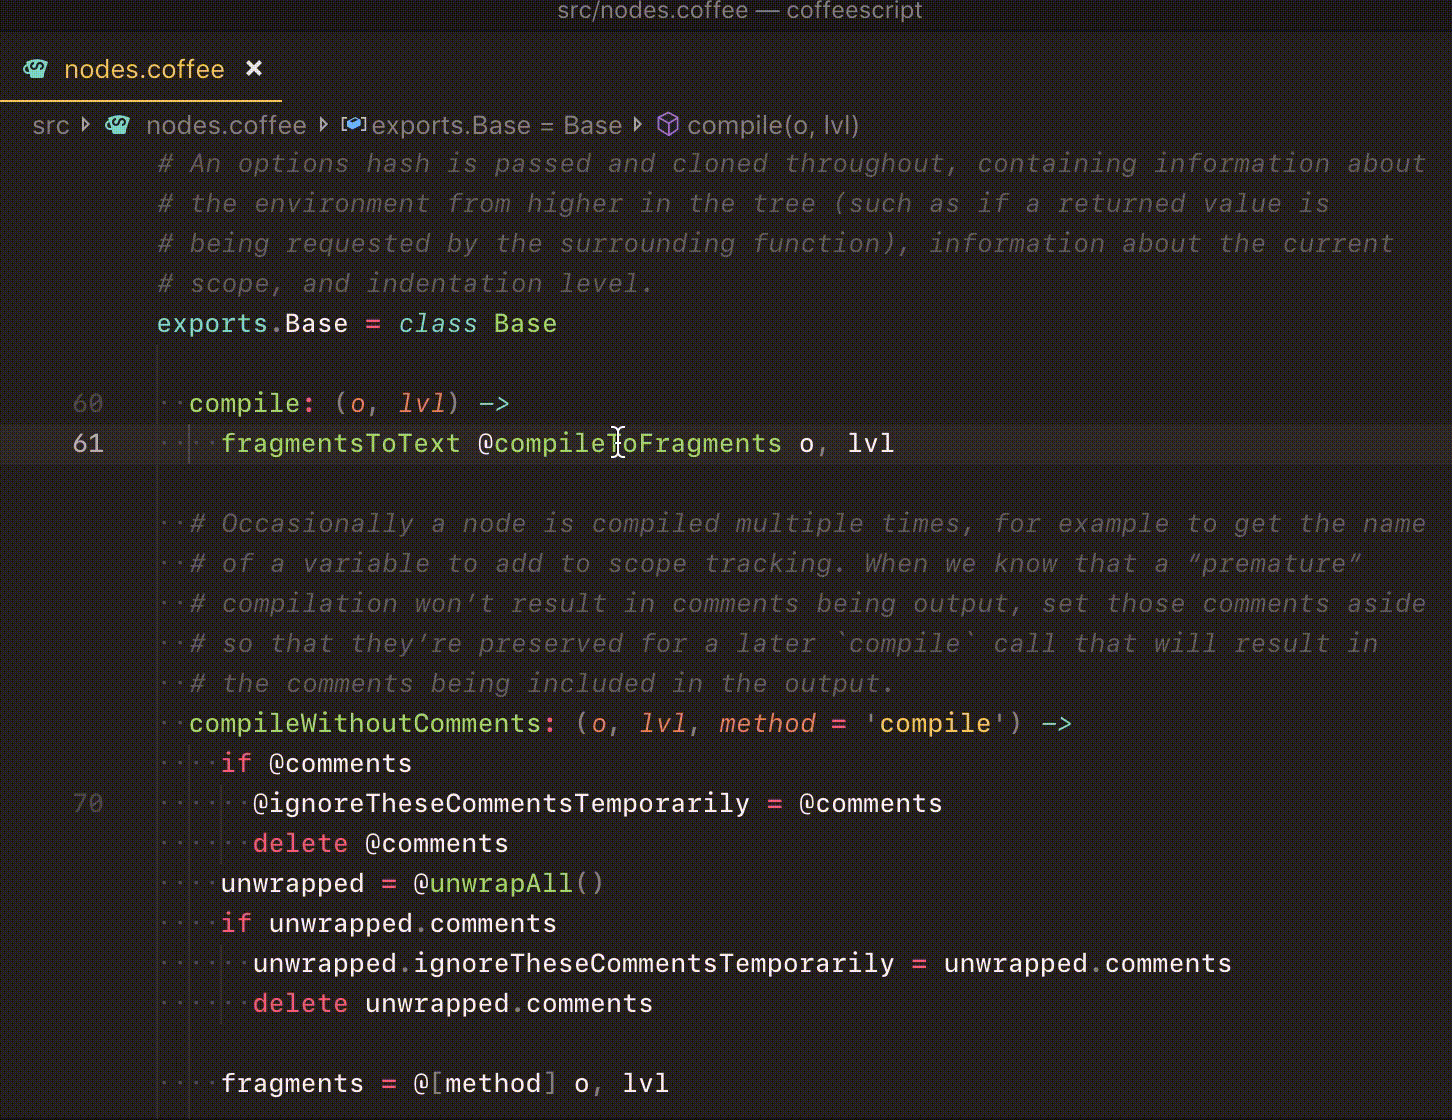 src/nodes.coffee — coffeescript
nodes.coffee ×
src nodes.coffee exports.Base = Base compile(o, lvl)
# An options hash is passed and cloned throughout, containing information about
# the environment from higher in the tree (such as if a returned value is
# being requested by the surrounding function), information about the current
# scope, and indentation level.
exports.Base = class Base
60 compile: (o, lvl) ->
61 fragmentsToText @compileToFragments o, lvl
# Occasionally a node is compiled multiple times, for example to get the name
# of a variable to add to scope tracking. When we know that a “premature”
# compilation won’t result in comments being output, set those comments aside
# so that they’re preserved for a later `compile` call that will result in
# the comments being included in the output.
compileWithoutComments: (o, lvl, method = 'compile') ->
if @comments
70 @ignoreTheseCommentsTemporarily = @comments
delete @comments
unwrapped = @unwrapAll()
if unwrapped.comments
unwrapped.ignoreTheseCommentsTemporarily = unwrapped.comments
delete unwrapped.comments
fragments = @[method] o, lvl